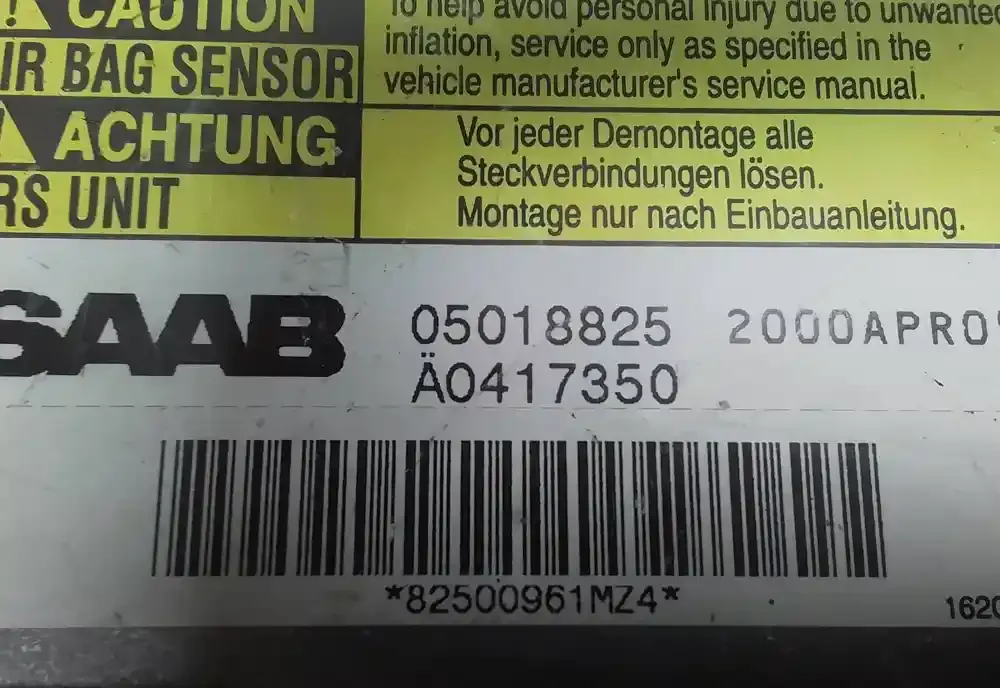 ! CAUTION
IR BAG SENSOR
To help avoid personal injury due to unwanted
inflation, service only as specified in the
vehicle manufacturer's service manual.
ACHTUNG
RS UNIT
Vor jeder Demontage alle
Steckverbindungen lösen.
Montage nur nach Einbauanleitung.
SAAB
05018825 2000APR0
Ä0417350
*82500961MZ4*
1620